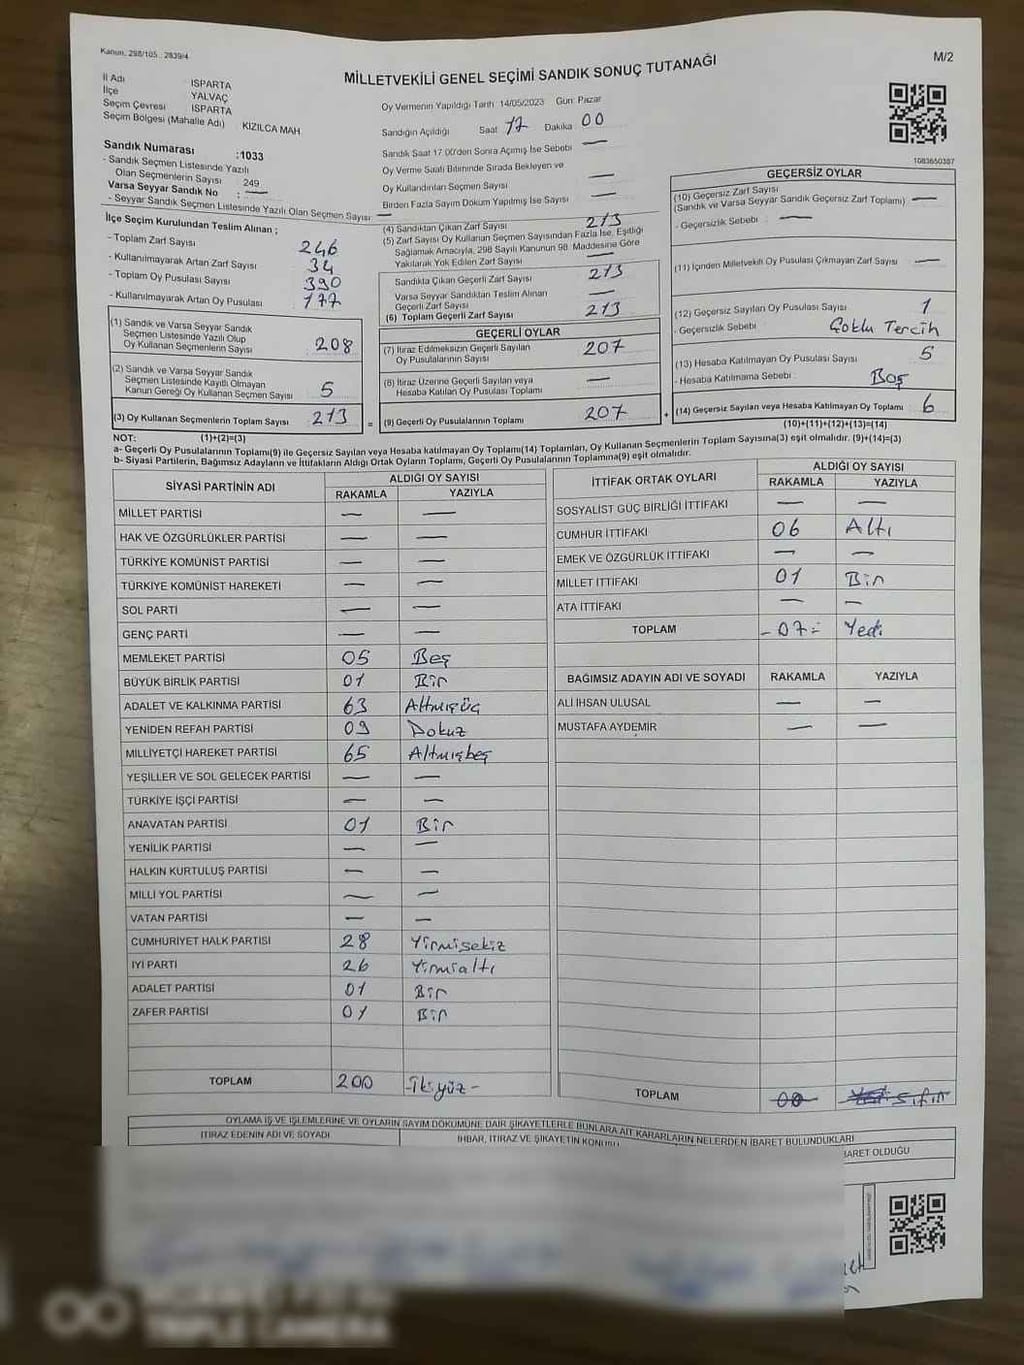 Kanun, 298/105 : 2839/4
M/2
MİLLETVEKİLİ GENEL SEÇİMİ SANDIK SONUÇ TUTANAĞI
İl Adı ISPARTA
İlçe YALVAÇ
Seçim Çevresi ISPARTA
Seçim Bölgesi (Mahalle Adı) KIZILCA MAH.
Sandık Numarası :1033
- Sandık Seçmen Listesinde Yazılı
Olan Seçmenlerin Sayısı 249
Varsa Seyyar Sandık No : —
- Seyyar Sandık Seçmen Listesinde Yazılı Olan Seçmen Sayısı —
Oy Vermenin Yapıldığı Tarih 14/05/2023 Gün: Pazar
Sandığın Açıldığı Saat 17 Dakika 00
Sandık Saat 17.00'den Sonra Açılmış İse Sebebi —
Oy Verme Saati Bitiminde Sırada Bekleyen ve
Oy Kullandırılan Seçmen Sayısı —
Birden Fazla Sayım Döküm Yapılmış İse Sayısı —
1083650387
İlçe Seçim Kurulundan Teslim Alınan ;
- Toplam Zarf Sayısı 246
- Kullanılmayarak Artan Zarf Sayısı 34
- Toplam Oy Pusulası Sayısı 390
- Kullanılmayarak Artan Oy Pusulası 177
(1) Sandık ve Varsa Seyyar Sandık
Seçmen Listesinde Yazılı Olup
Oy Kullanan Seçmenlerin Sayısı 208
(2) Sandık ve Varsa Seyyar Sandık
Seçmen Listesinde Kayıtlı Olmayan
Kanun Gereği Oy Kullanan Seçmen Sayısı 5
(3) Oy Kullanan Seçmenlerin Toplam Sayısı 213 =
(4) Sandıktan Çıkan Zarf Sayısı 213
(5) Zarf Sayısı Oy Kullanan Seçmen Sayısından Fazla İse, Eşitliği
Sağlamak Amacıyla, 298 Sayılı Kanunun 98. Maddesine Göre
Yakılarak Yok Edilen Zarf Sayısı —
Sandıkta Çıkan Geçerli Zarf Sayısı 213
Varsa Seyyar Sandıktan Teslim Alınan
Geçerli Zarf Sayısı —
(6) Toplam Geçerli Zarf Sayısı 213
GEÇERLİ OYLAR
(7) İtiraz Edilmeksizin Geçerli Sayılan
Oy Pusulalarının Sayısı 207
(8) İtiraz Üzerine Geçerli Sayılan veya
Hesaba Katılan Oy Pusulası Toplamı —
(9) Geçerli Oy Pusulalarının Toplamı 207 +
GEÇERSİZ OYLAR
(10) Geçersiz Zarf Sayısı
(Sandık ve Varsa Seyyar Sandık Geçersiz Zarf Toplamı) —
- Geçersizlik Sebebi : —
(11) İçinden Milletvekili Oy Pusulası Çıkmayan Zarf Sayısı —
(12) Geçersiz Sayılan Oy Pusulası Sayısı 1
- Geçersizlik Sebebi : Çoklu Tercih
(13) Hesaba Katılmayan Oy Pusulası Sayısı 5
- Hesaba Katılmama Sebebi : Boş
(14) Geçersiz Sayılan veya Hesaba Katılmayan Oy Toplamı 6
NOT: (1)+(2)=(3) (10)+(11)+(12)+(13)=(14)
a- Geçerli Oy Pusulalarının Toplamı(9) ile Geçersiz Sayılan veya Hesaba katılmayan Oy Toplamı(14) Toplamları, Oy Kullanan Seçmenlerin Toplam Sayısına(3) eşit olmalıdır. (9)+(14)=(3)
b- Siyasi Partilerin, Bağımsız Adayların ve İttifakların Aldığı Ortak Oyların Toplamı, Geçerli Oy Pusulalarının Toplamına(9) eşit olmalıdır.
SİYASİ PARTİNİN ADI ALDIĞI OY SAYISI
RAKAMLA YAZIYLA
MİLLET PARTİSİ — —
HAK VE ÖZGÜRLÜKLER PARTİSİ — —
TÜRKİYE KOMÜNİST PARTİSİ — —
TÜRKİYE KOMÜNİST HAREKETİ — —
SOL PARTİ — —
GENÇ PARTİ — —
MEMLEKET PARTİSİ 05 Beş
BÜYÜK BİRLİK PARTİSİ 01 Bir
ADALET VE KALKINMA PARTİSİ 63 Altmışüç
YENİDEN REFAH PARTİSİ 09 Dokuz
MİLLİYETÇİ HAREKET PARTİSİ 65 Altmışbeş
YEŞİLLER VE SOL GELECEK PARTİSİ — —
TÜRKİYE İŞÇİ PARTİSİ — —
ANAVATAN PARTİSİ 01 Bir
YENİLİK PARTİSİ — —
HALKIN KURTULUŞ PARTİSİ — —
MİLLİ YOL PARTİSİ — —
VATAN PARTİSİ — —
CUMHURİYET HALK PARTİSİ 28 Yirmisekiz
İYİ PARTİ 26 Yirmialtı
ADALET PARTİSİ 01 Bir
ZAFER PARTİSİ 01 Bir
TOPLAM 200 İkiyüz -
İTTİFAK ORTAK OYLARI ALDIĞI OY SAYISI
RAKAMLA YAZIYLA
SOSYALİST GÜÇ BİRLİĞİ İTTİFAKI — —
CUMHUR İTTİFAKI 06 Altı
EMEK VE ÖZGÜRLÜK İTTİFAKI — —
MİLLET İTTİFAKI 01 Bir
ATA İTTİFAKI — —
TOPLAM - 07 = Yedi
BAĞIMSIZ ADAYIN ADI VE SOYADI RAKAMLA YAZIYLA
ALİ İHSAN ULUSAL — —
MUSTAFA AYDEMİR — —
TOPLAM 00 Sıfır
OYLAMA İŞ VE İŞLEMLERİNE VE OYLARIN SAYIM DÖKÜMÜNE DAİR ŞİKAYETLERLE BUNLARA AİT KARARLARIN NELERDEN İBARET BULUNDUKLARI
İTİRAZ EDENİN ADI VE SOYADI İHBAR, İTİRAZ VE ŞİKAYETİN KONUSU
İBARET OLDUĞU
TRIPLE CAMERA